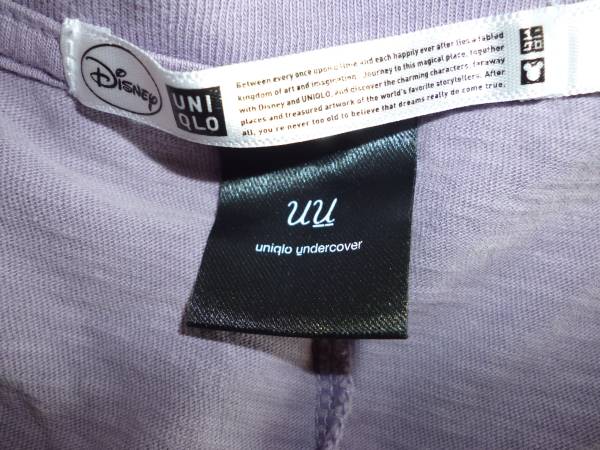 Disney
UNI
QLO
Between every once upon a time and each happily ever after lies a fabled
kingdom of art and imagination. Journey to this magical place, together
with Disney and UNIQLO, and discover the charming characters, faraway
places and treasured artwork of the world's favorite storytellers. After
all, you're never too old to believe that dreams really do come true.
uu
uniqlo undercover